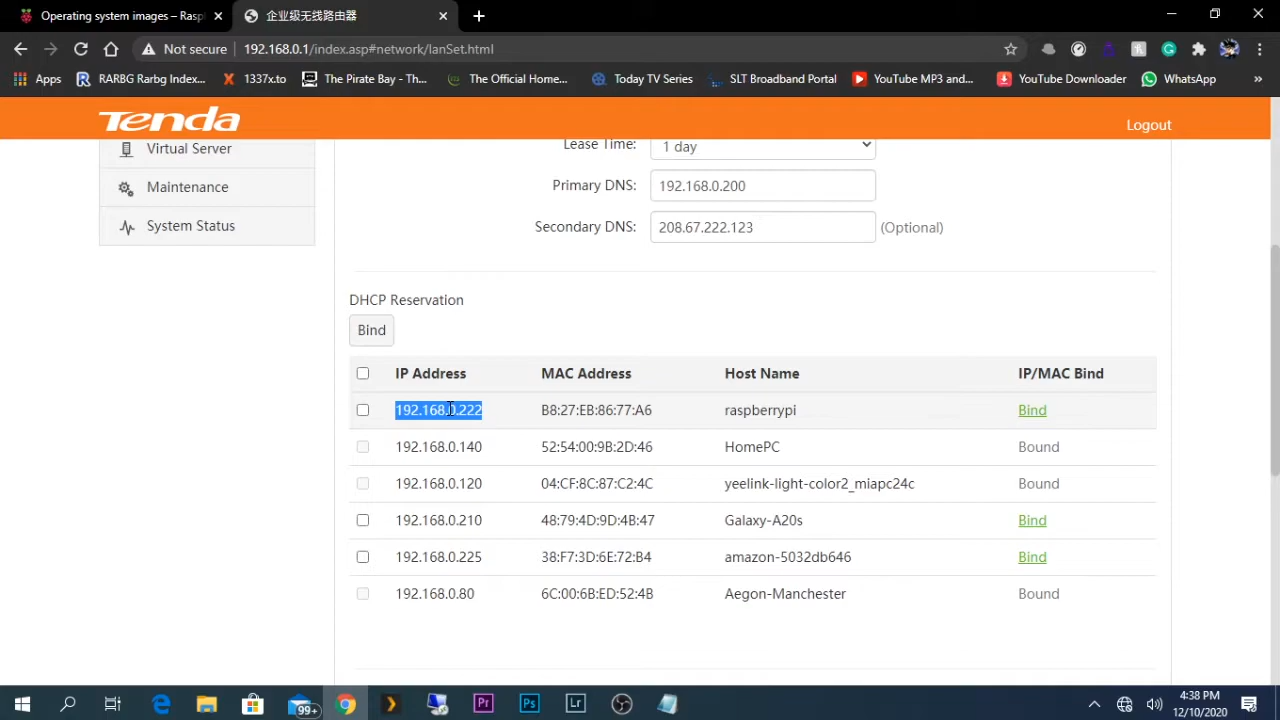 Operating system images – Rasp
企业级无线路由器
Not secure
192.168.0.1/index.asp#network/lanSet.html
Apps
RARBG Rarbg Index...
1337x.to
The Pirate Bay - Th...
The Official Home...
Today TV Series
SLT Broadband Portal
YouTube MP3 and...
YouTube Downloader
WhatsApp
»
Tenda
Logout
Virtual Server
Maintenance
System Status
Lease Time: 1 day
Primary DNS: 192.168.0.200
Secondary DNS: 208.67.222.123 (Optional)
DHCP Reservation
Bind
IP Address MAC Address Host Name IP/MAC Bind
192.168.0.222 B8:27:EB:86:77:A6 raspberrypi Bind
192.168.0.140 52:54:00:9B:2D:46 HomePC Bound
192.168.0.120 04:CF:8C:87:C2:4C yeelink-light-color2_miapc24c Bound
192.168.0.210 48:79:4D:9D:4B:47 Galaxy-A20s Bind
192.168.0.225 38:F7:3D:6E:72:B4 amazon-5032db646 Bind
192.168.0.80 6C:00:6B:ED:52:4B Aegon-Manchester Bound
99+
Pr
Ps
Lr
4:38 PM
12/10/2020